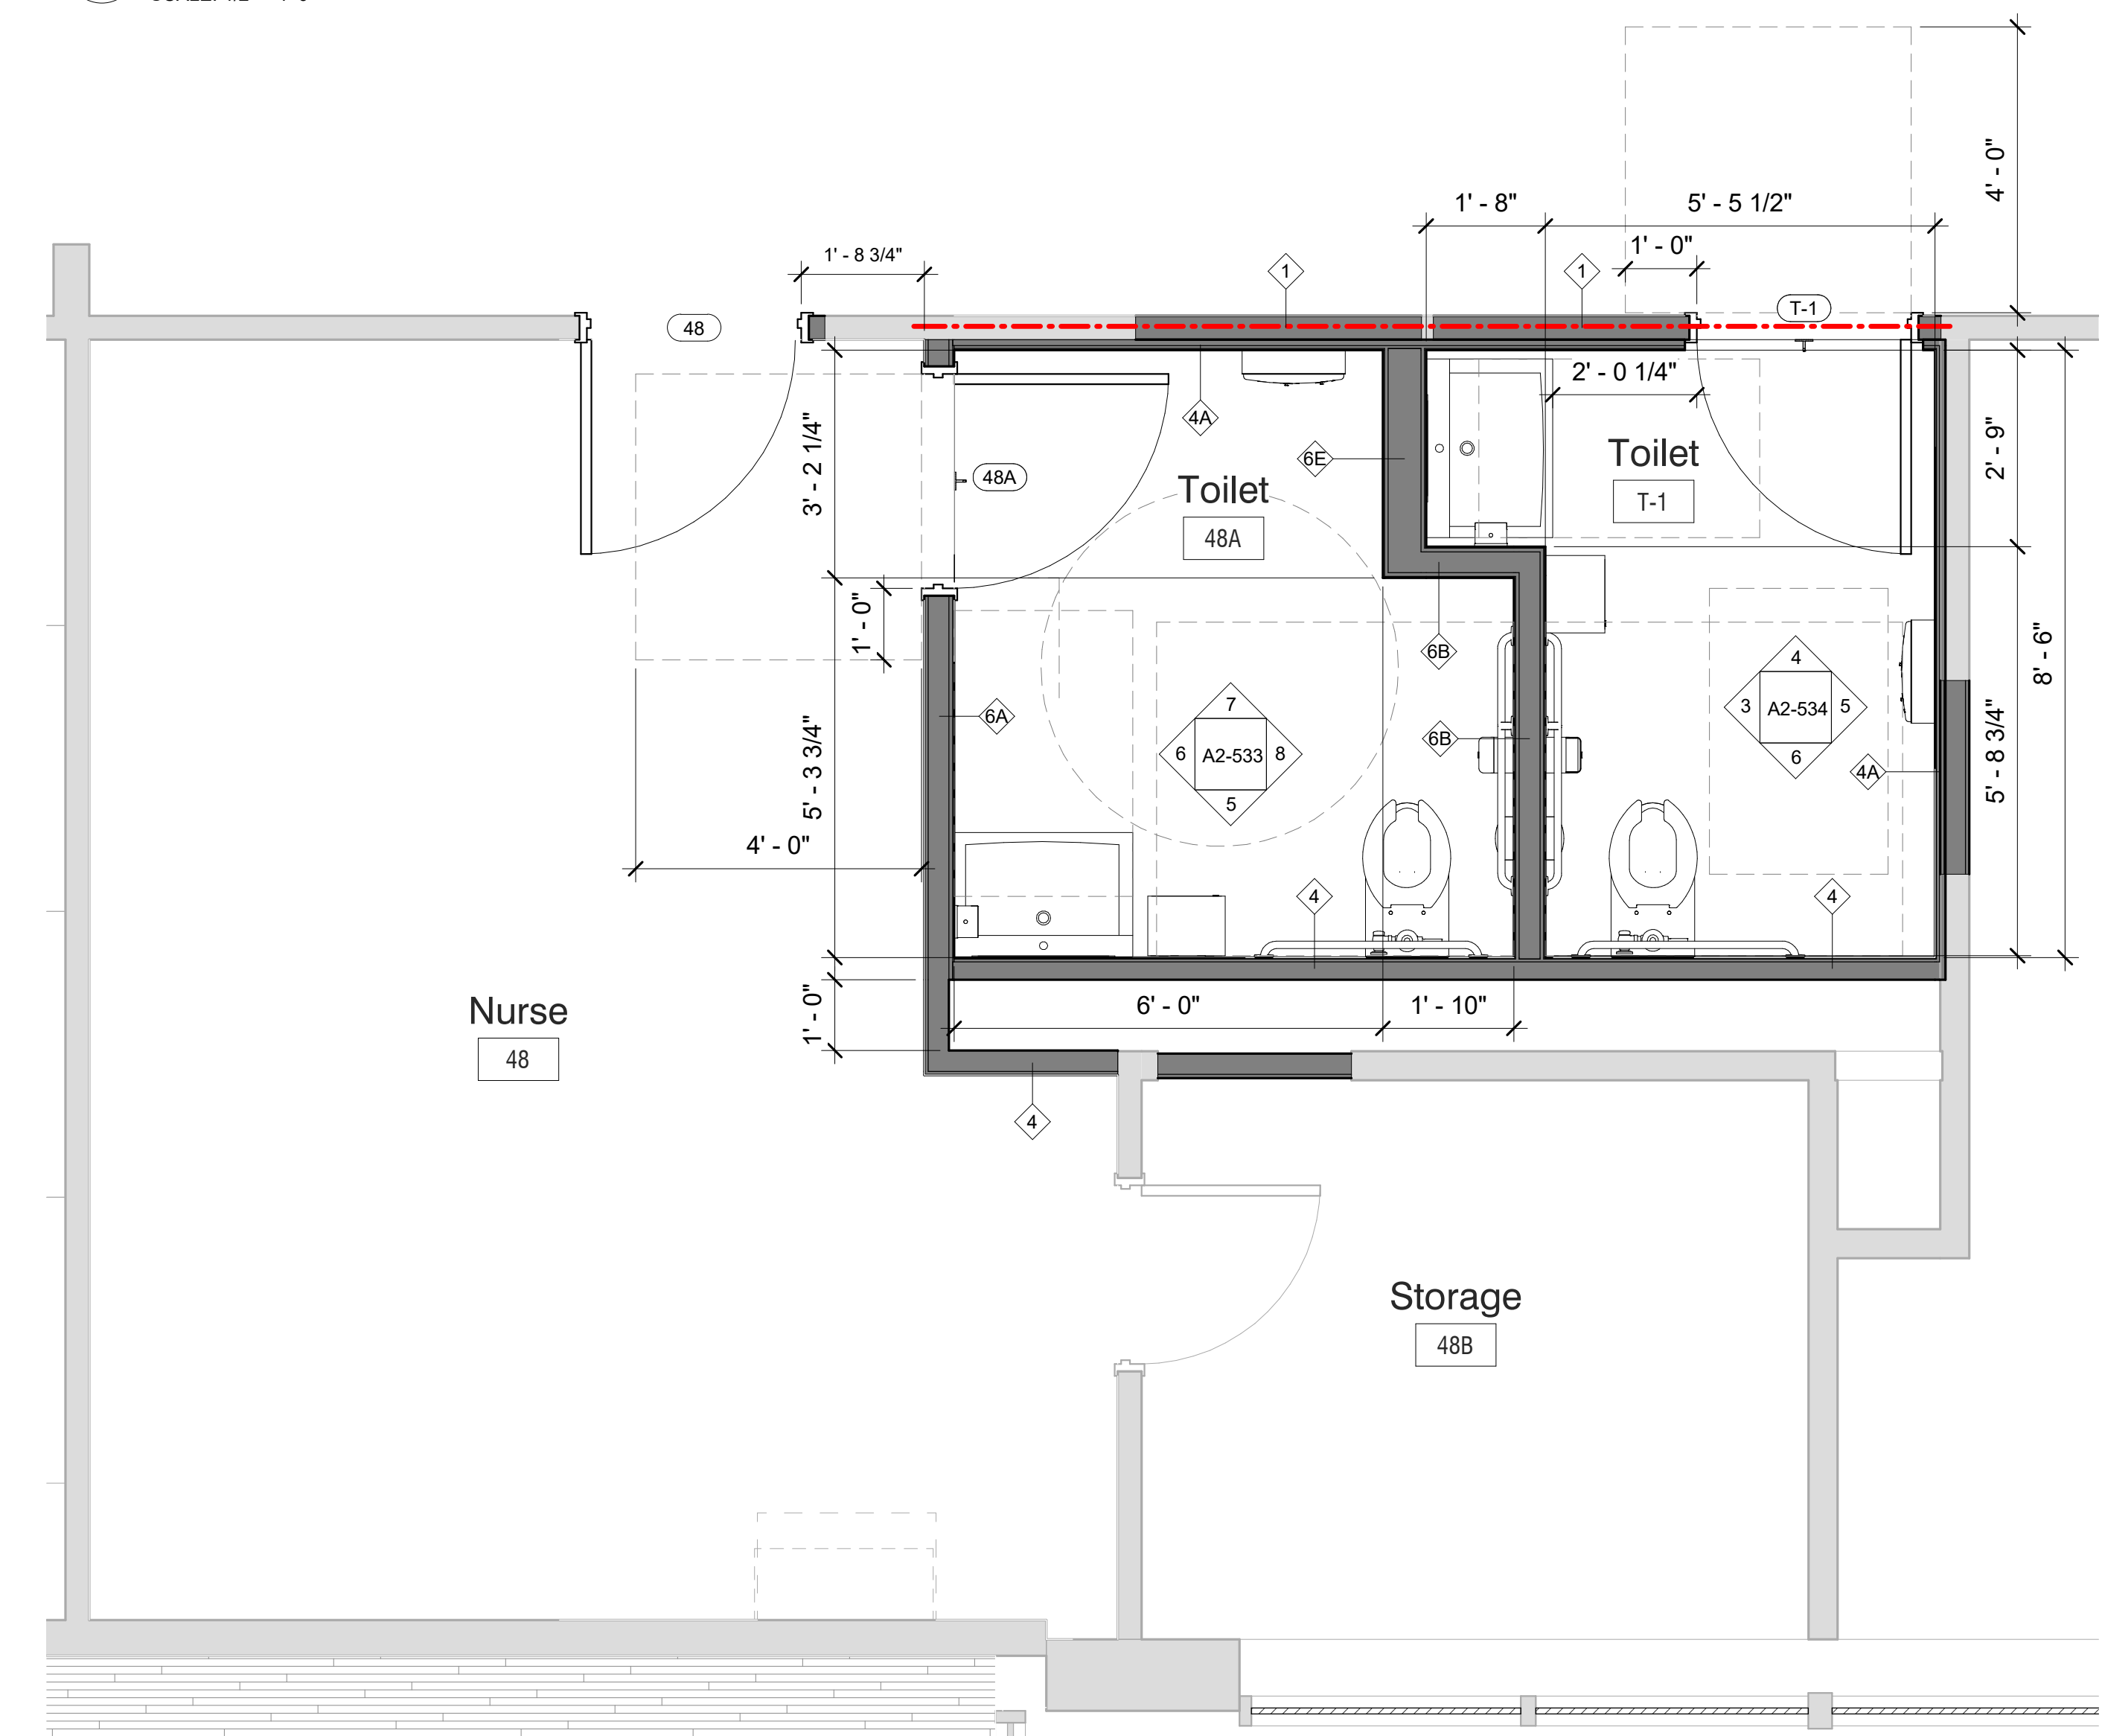 4' - 0"
1' - 8"
5' - 5 1/2"
1' - 8 3/4"
1' - 0"
1
1
48
T-1
2' - 0 1/4"
4A
3' - 2 1/4"
6E
Toilet
T-1
2' - 9"
48A
Toilet
48A
1' - 0"
6B
8' - 6"
4
3
A2-534
5
6
6A
7
6
A2-533
8
5
6B
4A
5' - 3 3/4"
5' - 8 3/4"
4' - 0"
4
4
1' - 0"
6' - 0"
1' - 10"
Nurse
48
4
Storage
48B